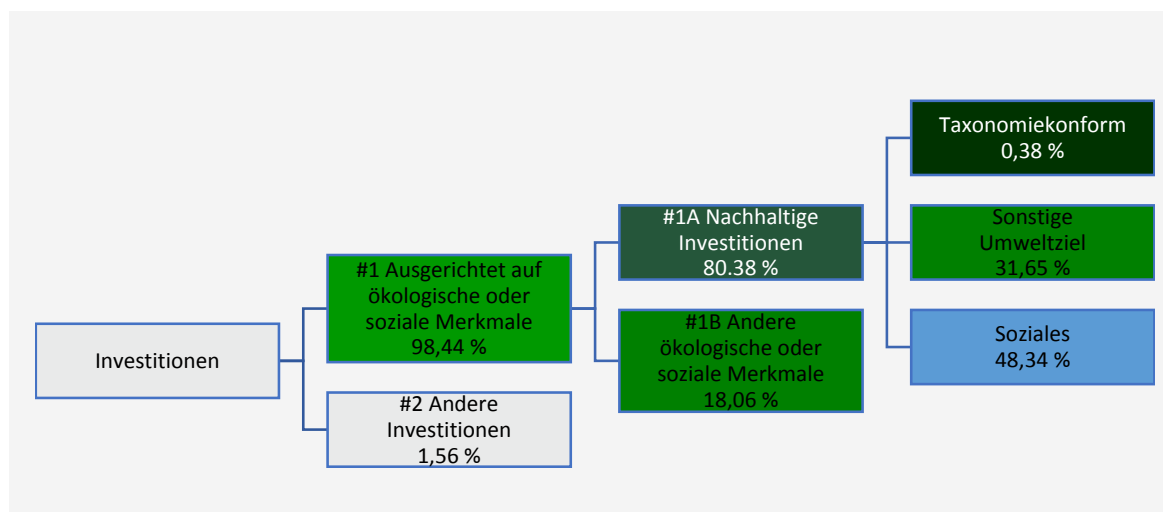 Investitionen
#1 Ausgerichtet auf
ökologische oder
soziale Merkmale
98,44 %
#2 Andere
Investitionen
1,56 %
#1A Nachhaltige
Investitionen
80.38 %
#1B Andere
ökologische oder
soziale Merkmale
18,06 %
Taxonomiekonform
0,38 %
Sonstige
Umweltziel
31,65 %
Soziales
48,34 %